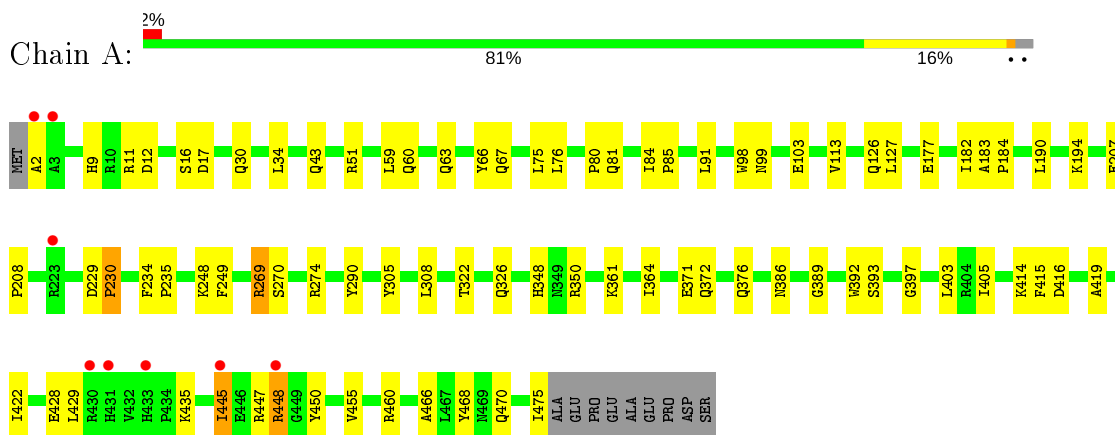 2%
Chain A:
81% 16% • •
MET A2 A3 H9 R10 R11 D12 S16 D17 Q30 L34 Q43 R51 L59 Q60 Q63 Y66 Q67 L75 L76 P80 Q81 I84 P85 L91 W98 N99 E103 V113 Q126 L127 E177 I182 A183 P184 L190 K194
P208 R223 D229 P230 F234 P235 K248 F249 R269 S270 R274 Y290 Y305 L308 T322 Q326 H348 N349 R350 K361 I364 E371 Q372 Q376 N386 G389 W392 S393 G397 L403 R404 I405 K414 F415 D416 A419
I422 E428 L429 R430 H431 V432 H433 P434 K435 I445 E446 R447 R448 G449 Y450 V455 R460 A466 L467 Y468 N469 Q470 I475 ALA GLU PRO GLU ALA GLU PRO ASP SER